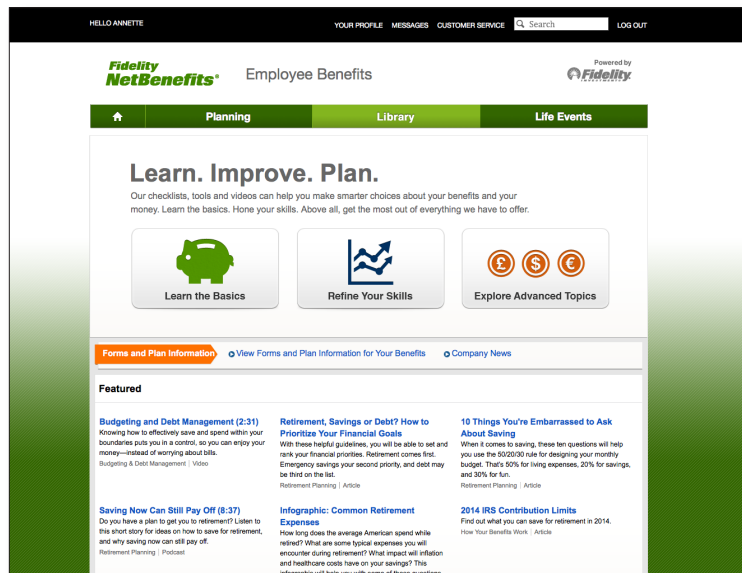 HELLO ANNETTE
YOUR PROFILE MESSAGES CUSTOMER SERVICE Search LOG OUT
Fidelity
NetBenefits®
Employee Benefits
Powered by
Fidelity
INVESTMENTS
Planning Library Life Events
Learn. Improve. Plan.
Our checklists, tools and videos can help you make smarter choices about your benefits and your
money. Learn the basics. Hone your skills. Above all, get the most out of everything we have to offer.
£ $ €
Learn the Basics Refine Your Skills Explore Advanced Topics
Forms and Plan Information View Forms and Plan Information for Your Benefits Company News
Featured
Budgeting and Debt Management (2:31)
Knowing how to effectively save and spend within your
boundaries puts you in a control, so you can enjoy your
money—instead of worrying about bills.
Budgeting & Debt Management | Video
Retirement, Savings or Debt? How to
Prioritize Your Financial Goals
With these helpful guidelines, you will be able to set and
rank your financial priorities. Retirement comes first.
Emergency savings your second priority, and debt may
be third on the list.
Retirement Planning | Article
10 Things You're Embarrassed to Ask
About Saving
When it comes to saving, these ten questions will help
you use the 50/20/30 rule for designing your monthly
budget. That's 50% for living expenses, 20% for savings,
and 30% for fun.
Retirement Planning | Article
Saving Now Can Still Pay Off (8:37)
Do you have a plan to get you to retirement? Listen to
this short story for ideas on how to save for retirement,
and why saving now can still pay off.
Retirement Planning | Podcast
Infographic: Common Retirement
Expenses
How long does the average American spend while
retired? What are some typical expenses you will
encounter during retirement? What impact will inflation
and healthcare costs have on your savings? This
infographic will help you with some of these questions
2014 IRS Contribution Limits
Find out what you can save for retirement in 2014.
How Your Benefits Work | Article